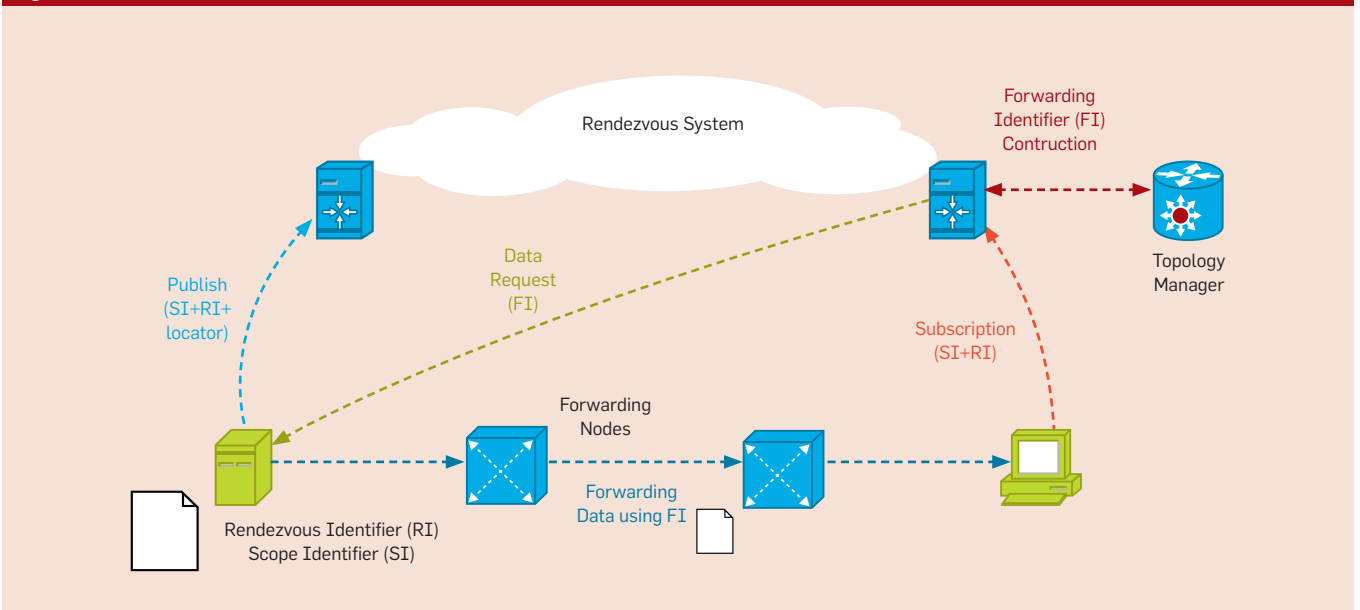 Rendezvous System
Forwarding
Identifier (FI)
Contruction
Topology
Manager
Data
Request
(FI)
Publish
(SI+RI+
locator)
Subscription
(SI+RI)
Forwarding
Nodes
Forwarding
Data using FI
Rendezvous Identifier (RI)
Scope Identifier (SI)